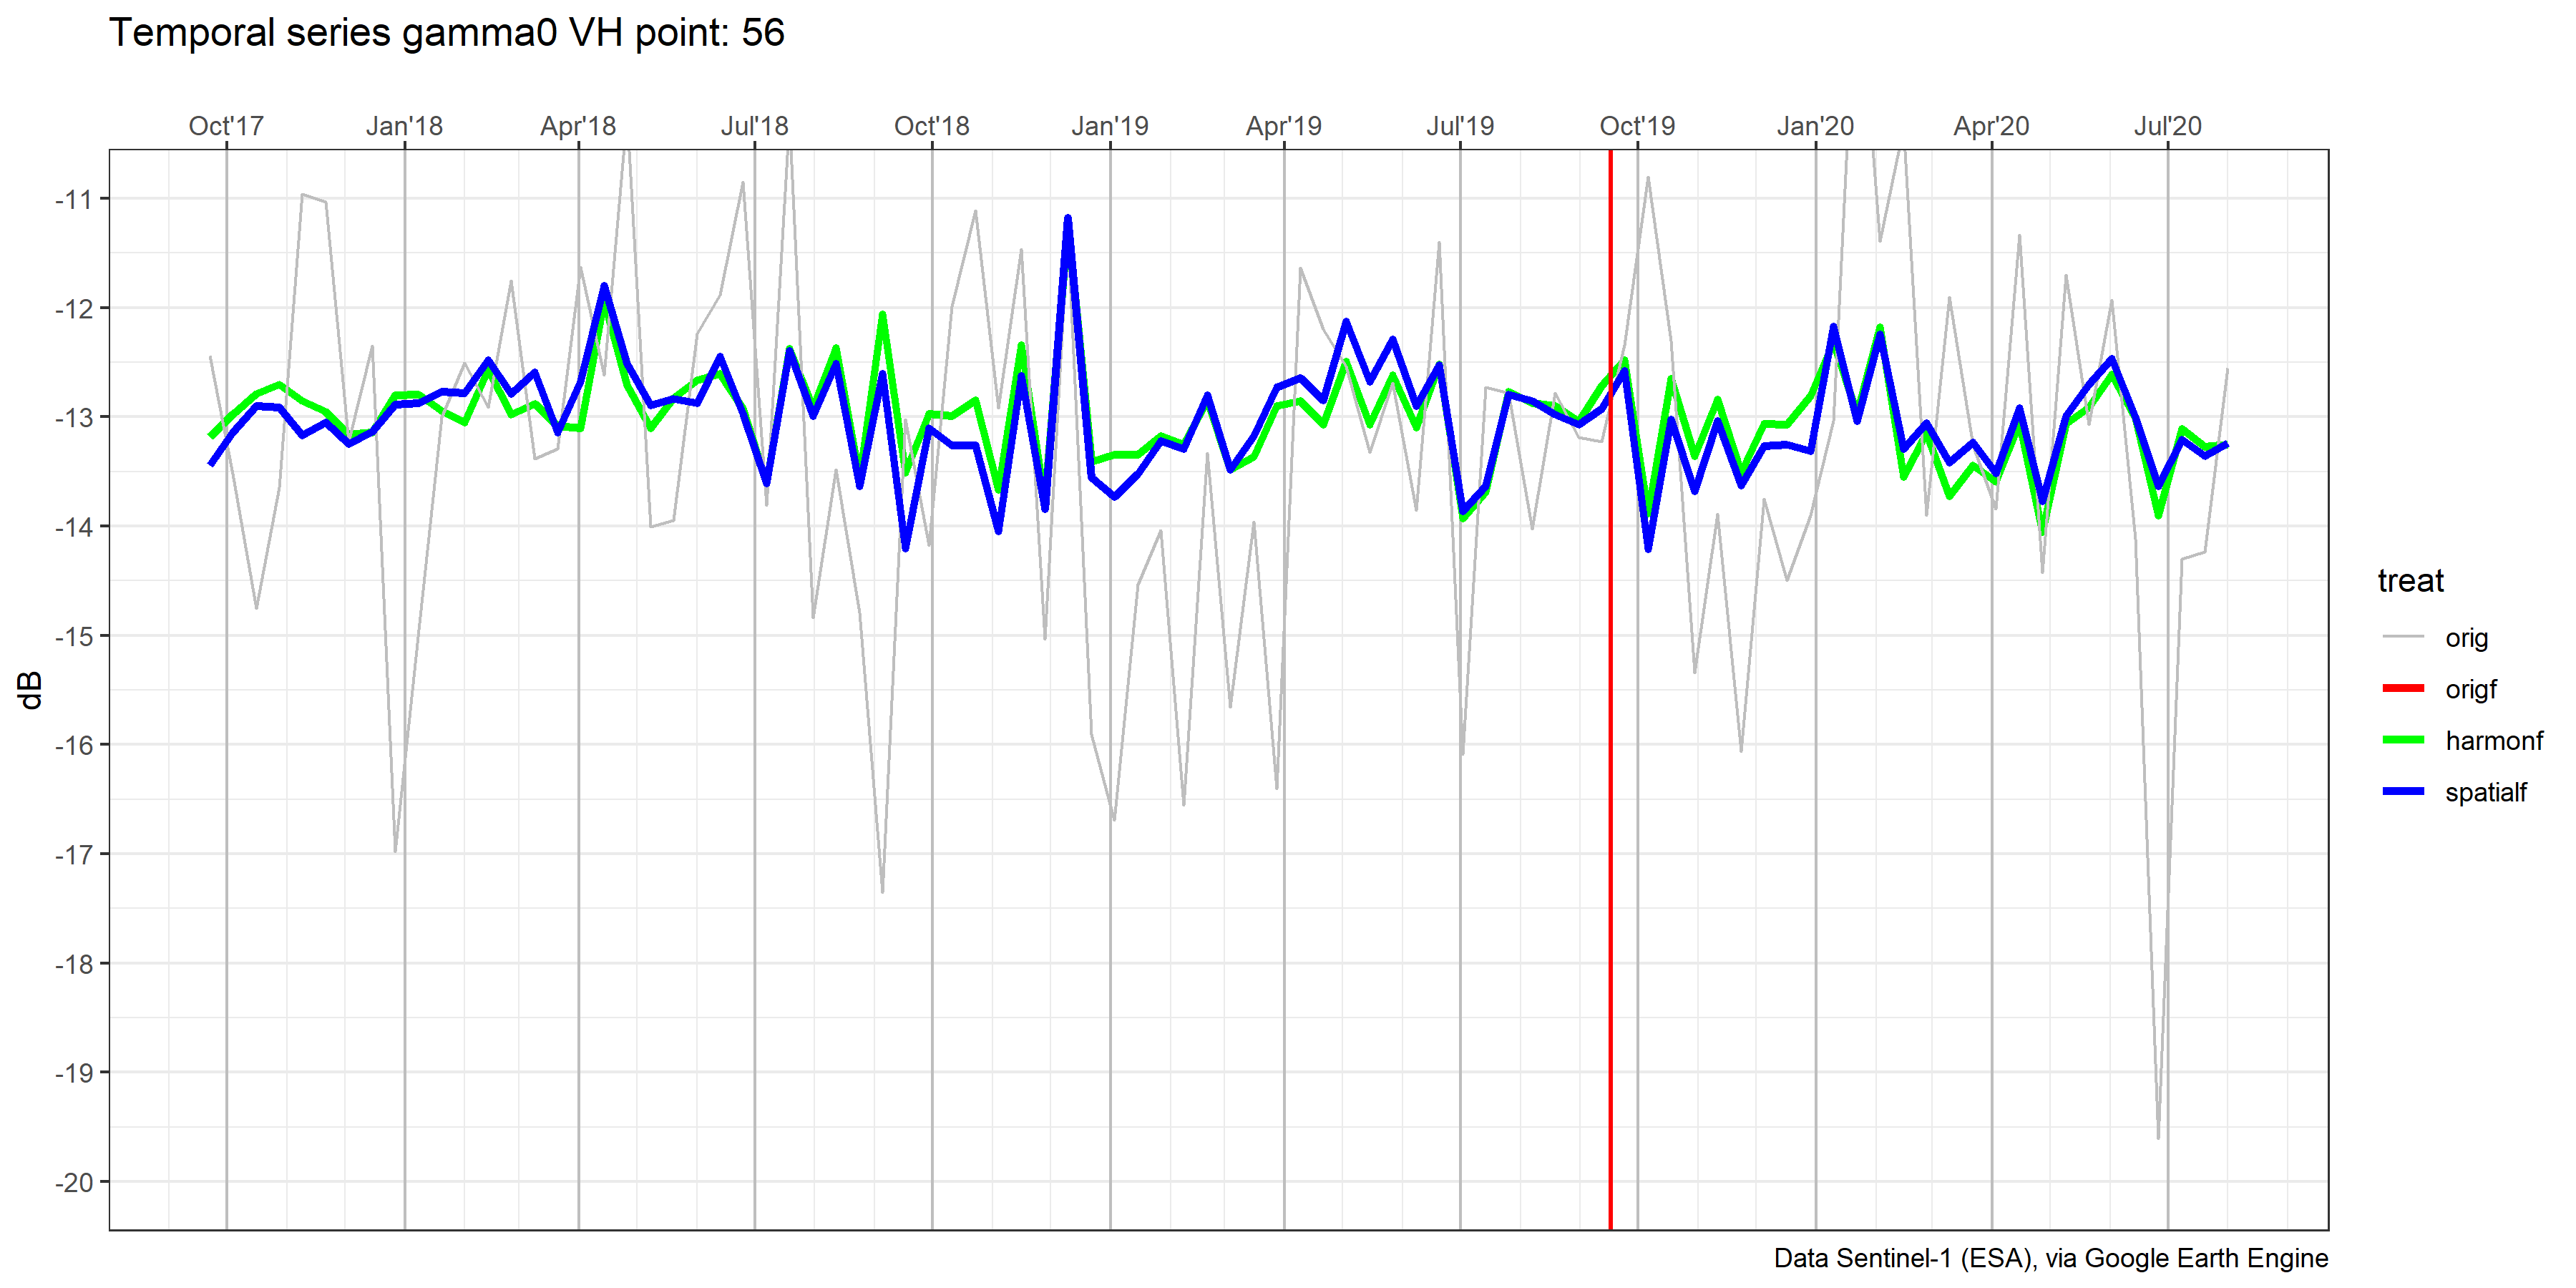 Temporal series gamma0 VH point: 56
Oct'17 Jan'18 Apr'18 Jul'18 Oct'18 Jan'19 Apr'19 Jul'19 Oct'19 Jan'20 Apr'20 Jul'20
-11
-12
-13
-14
-15
-16
-17
-18
-19
-20
dB
treat
orig
origf
harmonf
spatialf
Data Sentinel-1 (ESA), via Google Earth Engine